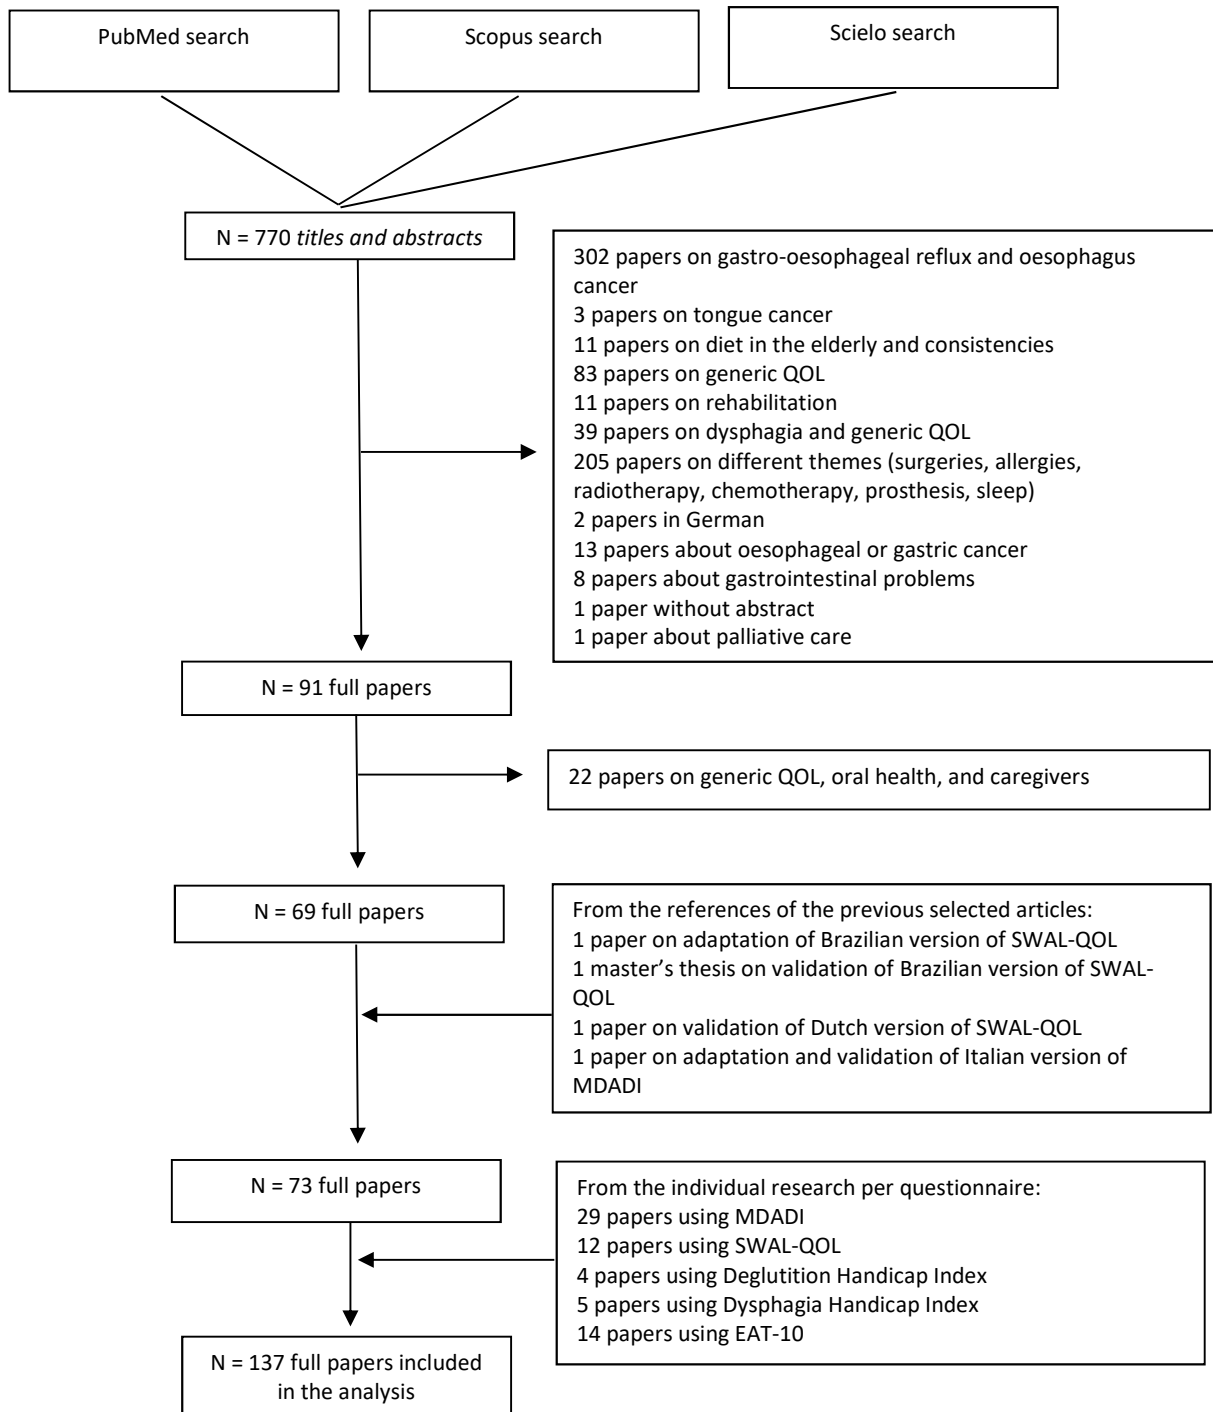 PubMed search
Scopus search
Scielo search
N = 770 titles and abstracts
302 papers on gastro-oesophageal reflux and oesophagus
cancer
3 papers on tongue cancer
11 papers on diet in the elderly and consistencies
83 papers on generic QOL
11 papers on rehabilitation
39 papers on dysphagia and generic QOL
205 papers on different themes (surgeries, allergies,
radiotherapy, chemotherapy, prosthesis, sleep)
2 papers in German
13 papers about oesophageal or gastric cancer
8 papers about gastrointestinal problems
1 paper without abstract
1 paper about palliative care
N = 91 full papers
22 papers on generic QOL, oral health, and caregivers
N = 69 full papers
From the references of the previous selected articles:
1 paper on adaptation of Brazilian version of SWAL-QOL
1 master’s thesis on validation of Brazilian version of SWAL-
QOL
1 paper on validation of Dutch version of SWAL-QOL
1 paper on adaptation and validation of Italian version of
MDADI
N = 73 full papers
From the individual research per questionnaire:
29 papers using MDADI
12 papers using SWAL-QOL
4 papers using Deglutition Handicap Index
5 papers using Dysphagia Handicap Index
14 papers using EAT-10
N = 137 full papers included
in the analysis